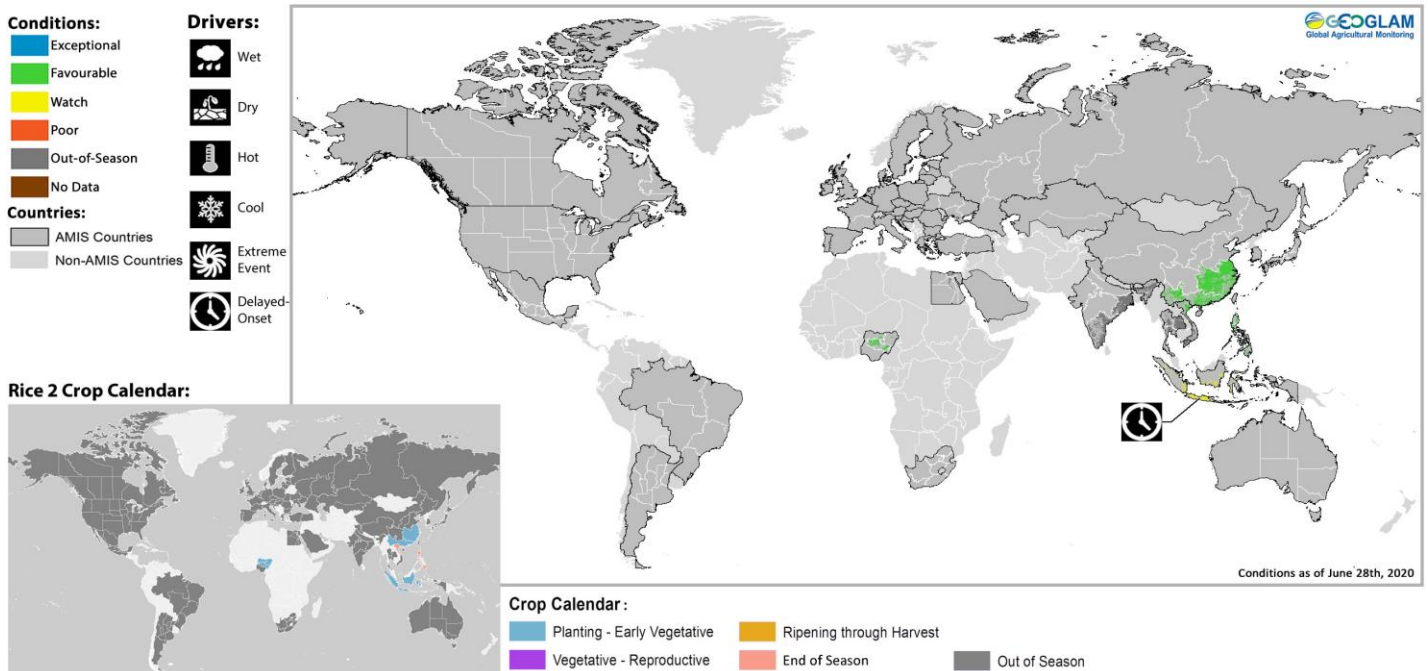 Conditions:
Exceptional
Favourable
Watch
Poor
Out-of-Season
No Data
Countries:
AMIS Countries
Non-AMIS Countries
Drivers:
Wet
Dry
Hot
Cool
Extreme
Event
Delayed-
Onset
GEOGLAM
Global Agricultural Monitoring
Rice 2 Crop Calendar:
Conditions as of June 28th, 2020
Crop Calendar :
Planting - Early Vegetative
Ripening through Harvest
Vegetative - Reproductive
End of Season
Out of Season